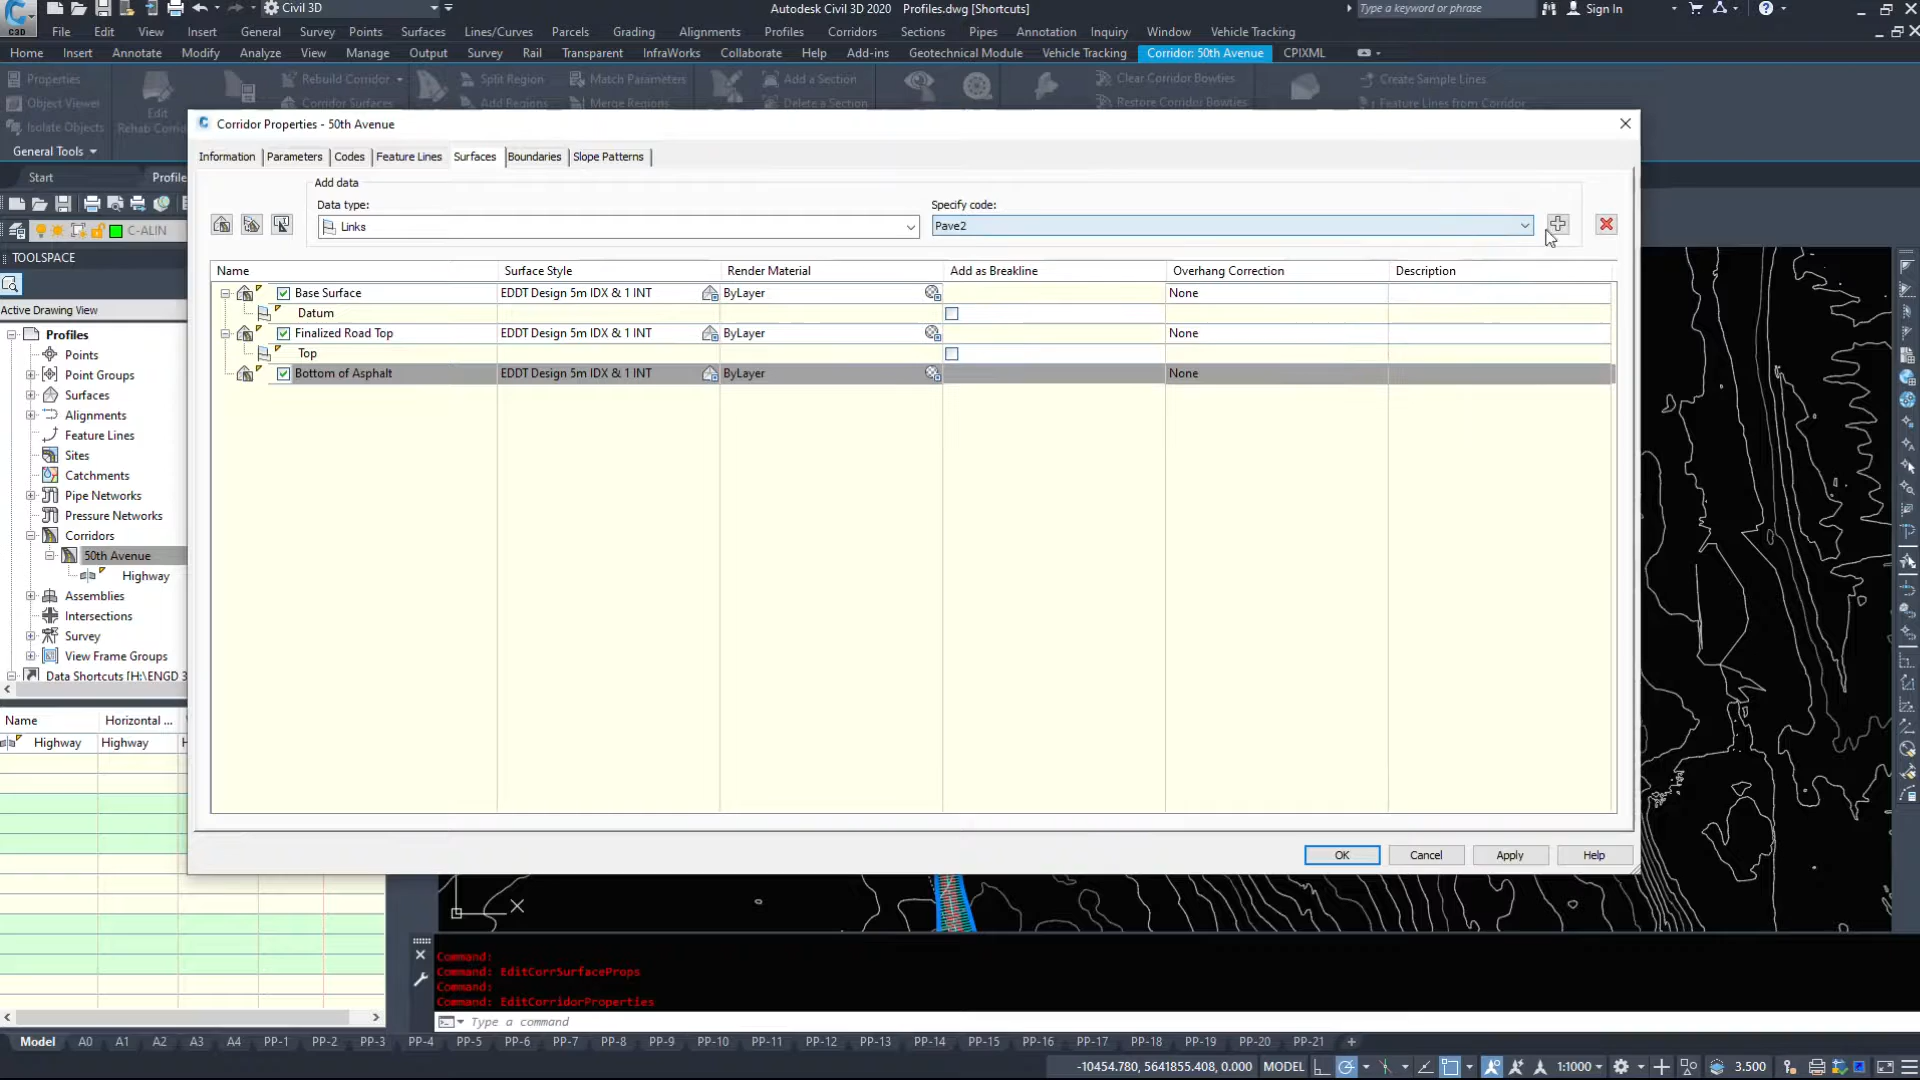 Civil 3D
Autodesk Civil 3D 2020 Profiles.dwg [Shortcuts]
Type a keyword or phrase
Sign In
C3D
File Edit View Insert General Survey Points Surfaces Lines/Curves Parcels Grading Alignments Profiles Corridors Sections Pipes Annotation Inquiry Window Vehicle Tracking
Home Insert Annotate Modify Analyze View Manage Output Survey Rail Transparent InfraWorks Collaborate Help Add-ins Geotechnical Module Vehicle Tracking Corridor: 50th Avenue CPIXML
Properties Rebuild Corridor Split Region Match Parameters Add a Section Clear Corridor Bowties Create Sample Lines
Object Viewer Edit Corridor Surfaces Add Regions Merge Regions Delete a Section Restore Corridor Bowties Feature Lines from Corridor
Isolate Objects Rehab
General Tools
Corridor Properties - 50th Avenue
Information Parameters Codes Feature Lines Surfaces Boundaries Slope Patterns
Start
Add data
Data type:
Links
Specify code:
Pave2
C-ALIN
TOOLSPACE
Active Drawing View
Profiles
Points
Point Groups
Surfaces
Alignments
Feature Lines
Sites
Catchments
Pipe Networks
Pressure Networks
Corridors
50th Avenue
Highway
Assemblies
Intersections
Survey
View Frame Groups
Data Shortcuts [H:\ENGD 3
Name Surface Style Render Material Add as Breakline Overhang Correction Description
Base Surface EDDT Design 5m IDX & 1 INT ByLayer None
Datum
Finalized Road Top EDDT Design 5m IDX & 1 INT ByLayer None
Top
Bottom of Asphalt EDDT Design 5m IDX & 1 INT ByLayer None
Name Horizontal ...
Highway Highway
OK Cancel Apply Help
Command:
Command: EditCorrSurfaceProps
Command:
Command: EditCorridorProperties
Type a command
Model A0 A1 A2 A3 A4 PP-1 PP-2 PP-3 PP-4 PP-5 PP-6 PP-7 PP-8 PP-9 PP-10 PP-11 PP-12 PP-13 PP-14 PP-15 PP-16 PP-17 PP-18 PP-19 PP-20 PP-21
-10454.780, 5641855.408, 0.000 MODEL 1:1000 3.500